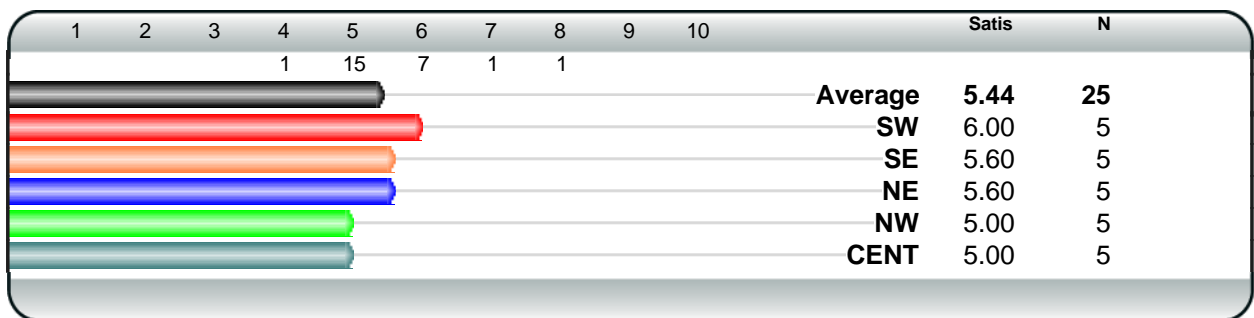 1 2 3 4 5 6 7 8 9 10 Satis N
1 15 7 1 1
Average 5.44 25
SW 6.00 5
SE 5.60 5
NE 5.60 5
NW 5.00 5
CENT 5.00 5